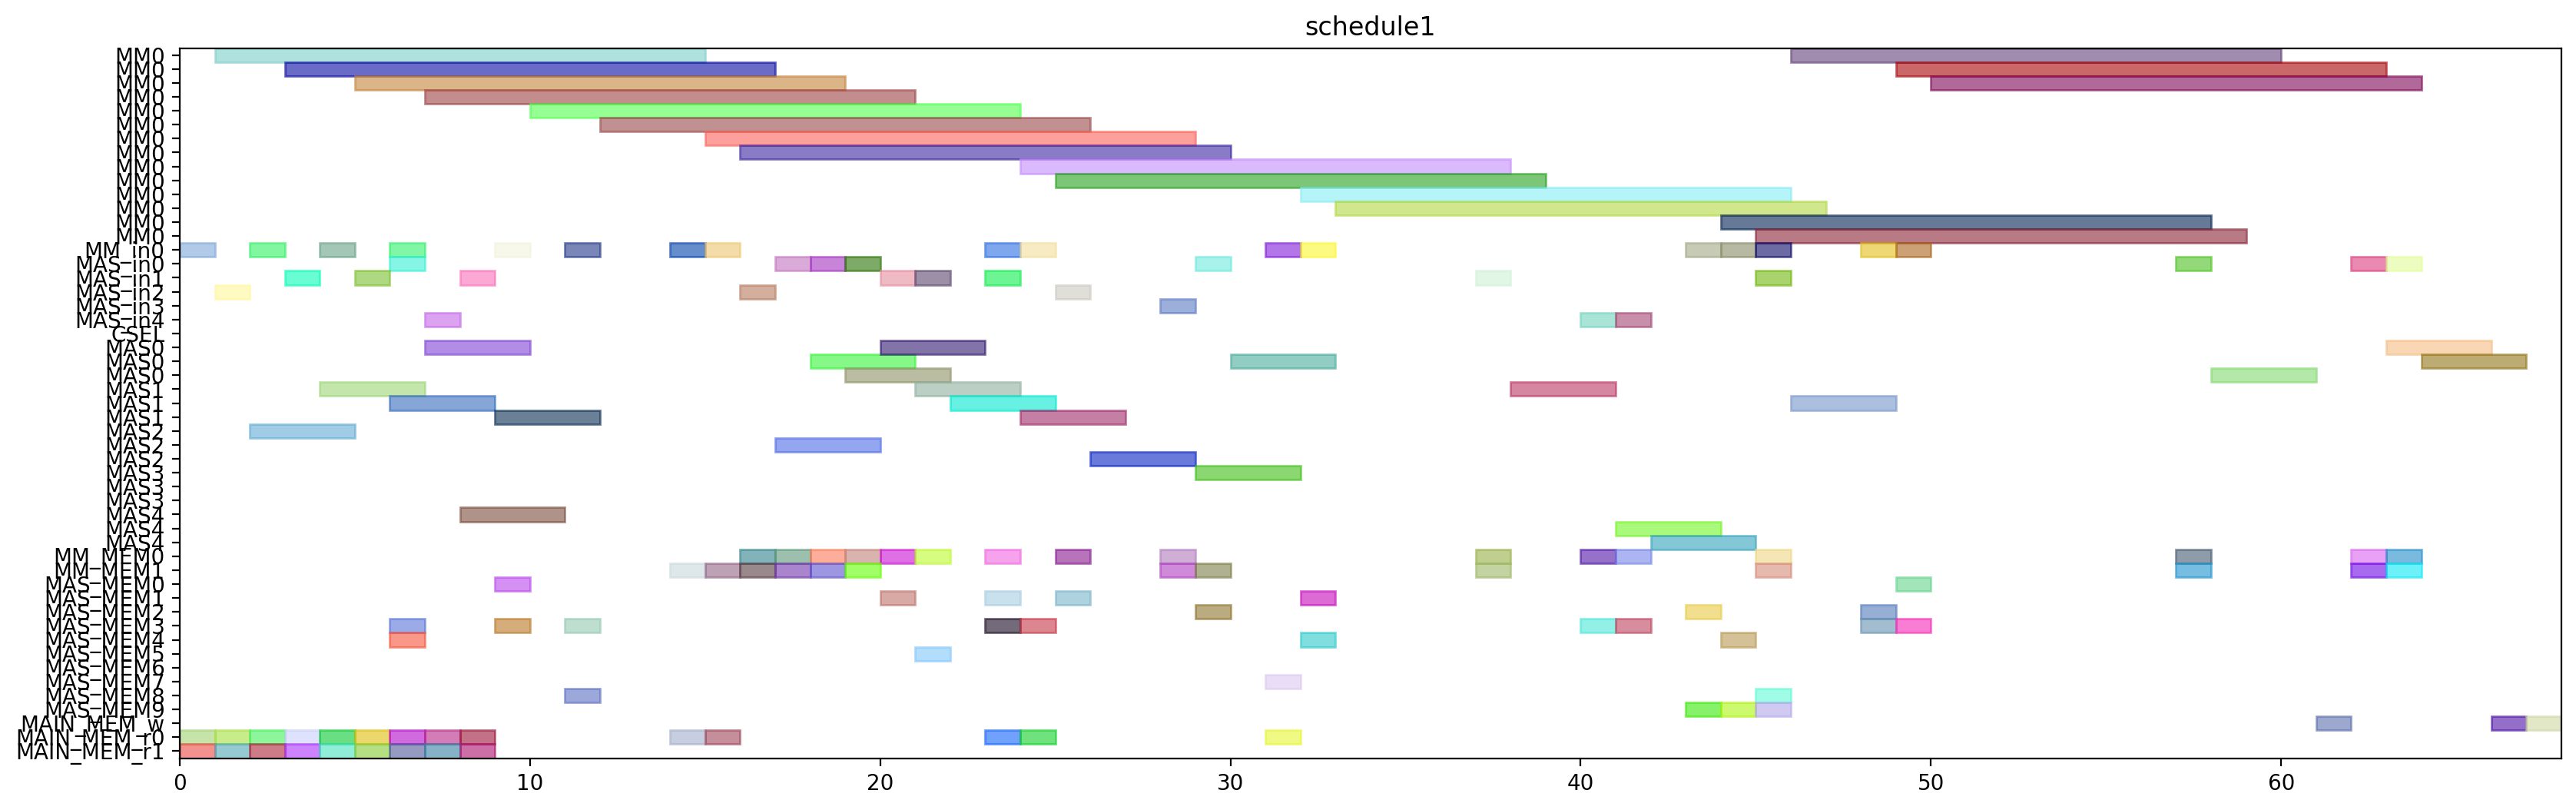 schedule1
MM0
MM0
MM0
MM0
MM0
MM0
MM0
MM0
MM0
MM0
MM0
MM0
MM0
MM0
MM_in0
MAS_in0
MAS_in1
MAS_in2
MAS_in3
MAS_in4
CSEL
MAS0
MAS0
MAS0
MAS1
MAS1
MAS1
MAS2
MAS2
MAS2
MAS3
MAS3
MAS3
MAS4
MAS4
MAS4
MM_MEM0
MM_MEM1
MAS_MEM0
MAS_MEM1
MAS_MEM2
MAS_MEM3
MAS_MEM4
MAS_MEM5
MAS_MEM6
MAS_MEM7
MAS_MEM8
MAS_MEM9
MAIN_MEM_w
MAIN_MEM_r0
MAIN_MEM_r1
0 10 20 30 40 50 60